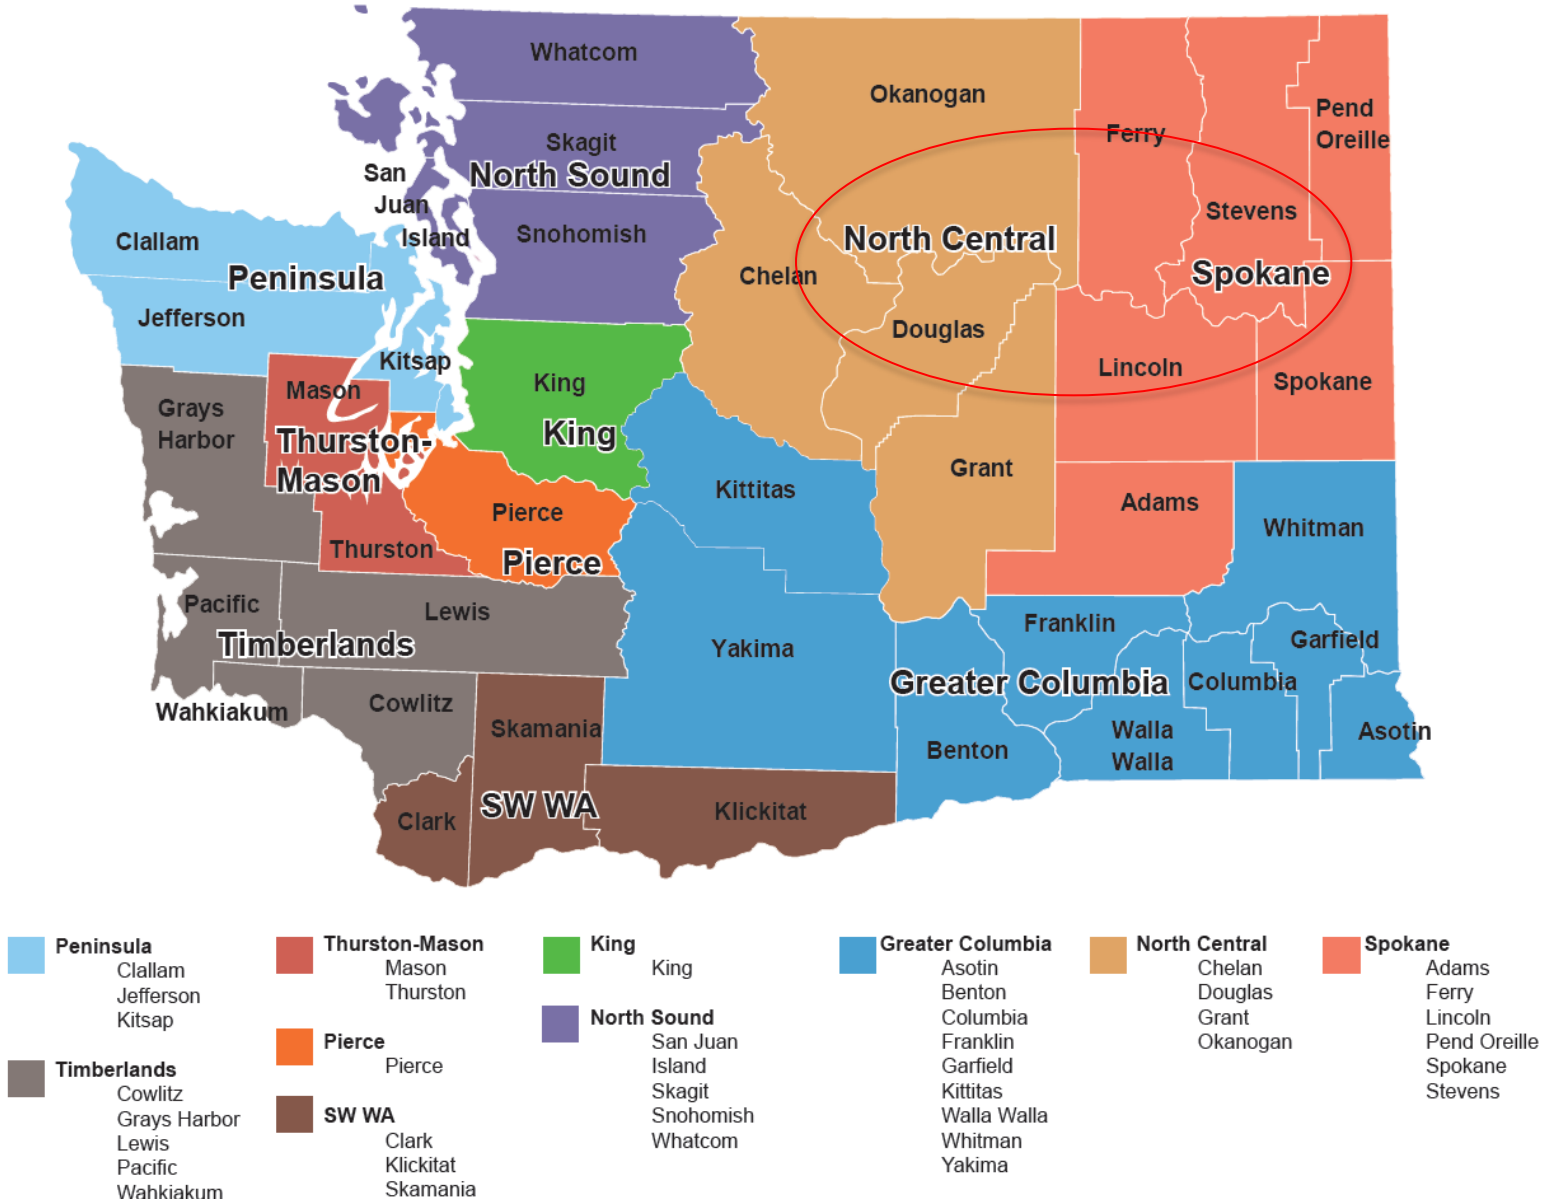 Whatcom
Okanogan
Pend
Oreille
Ferry
Skagit
San
North Sound
Juan
Stevens
Island
Snohomish
North Central
Clallam
Peninsula
Chelan
Spokane
Jefferson
Douglas
Kitsap
Lincoln
Mason
King
Spokane
Grays
Harbor
Thurston-
Mason
King
Grant
Kittitas
Adams
Pierce
Whitman
Thurston
Pierce
Pacific
Lewis
Franklin
Timberlands
Yakima
Garfield
Greater Columbia
Columbia
Wahkiakum
Cowlitz
Skamania
Walla
Walla
Asotin
Benton
SW WA
Klickitat
Clark
Peninsula
Clallam
Jefferson
Kitsap
Timberlands
Cowlitz
Grays Harbor
Lewis
Pacific
Wahkiakum
Thurston-Mason
Mason
Thurston
Pierce
Pierce
SW WA
Clark
Klickitat
Skamania
King
King
North Sound
San Juan
Island
Skagit
Snohomish
Whatcom
Greater Columbia
Asotin
Benton
Columbia
Franklin
Garfield
Kittitas
Walla Walla
Whitman
Yakima
North Central
Chelan
Douglas
Grant
Okanogan
Spokane
Adams
Ferry
Lincoln
Pend Oreille
Spokane
Stevens